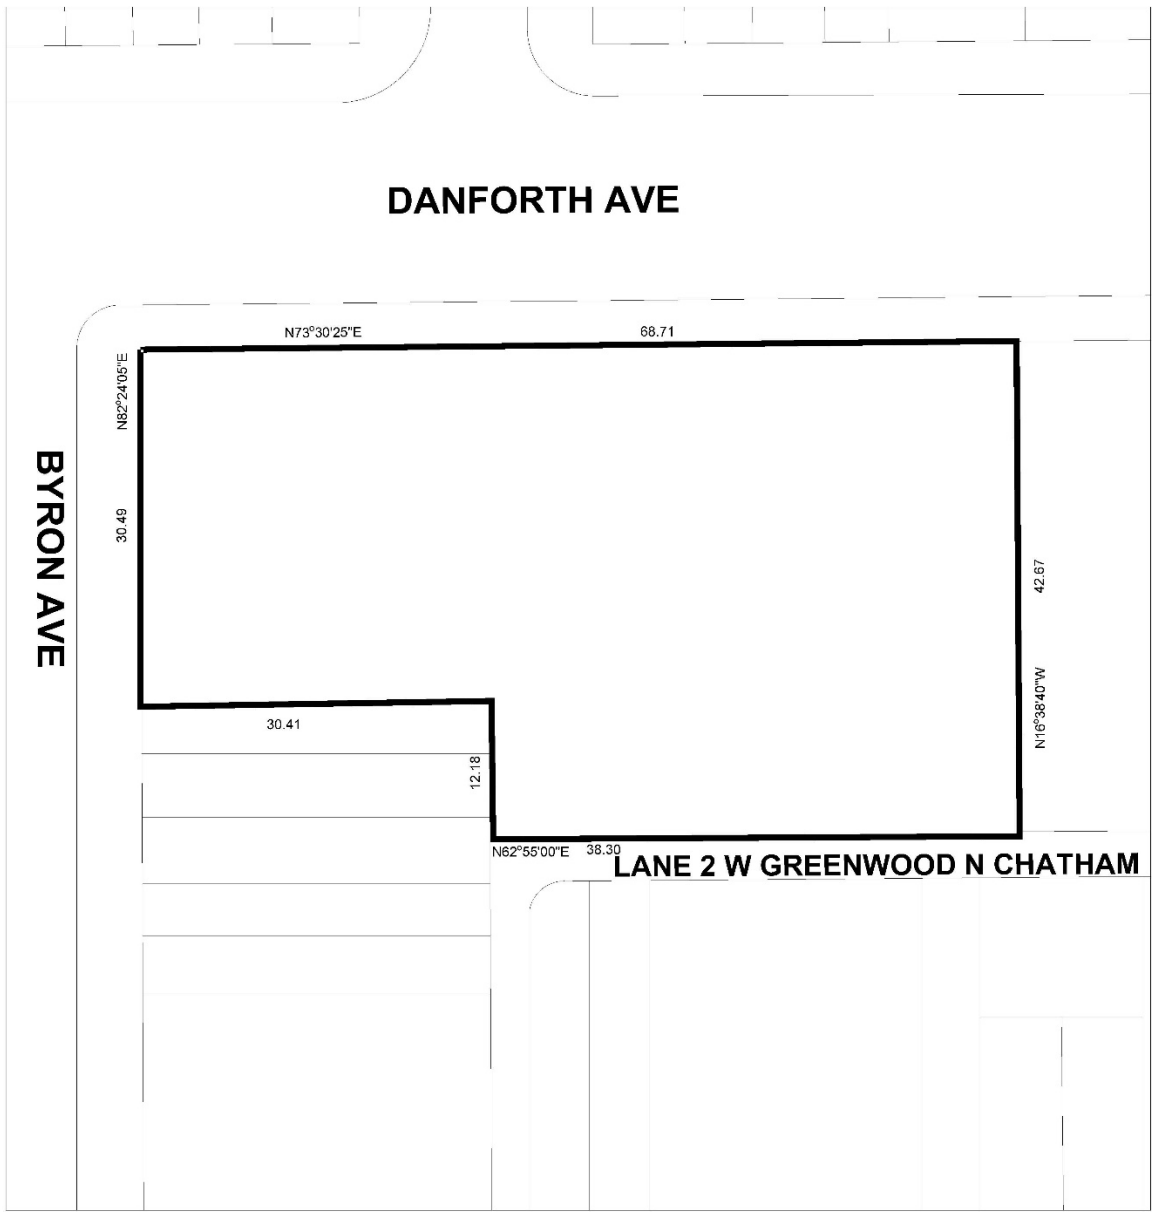 DANFORTH AVE
N73°30'25"E
68.71
N82°24'05"E
30.49
BYRON AVE
42.67
N16°38'40"W
30.41
12.18
N62°55'00"E
38.30
LANE 2 W GREENWOOD N CHATHAM